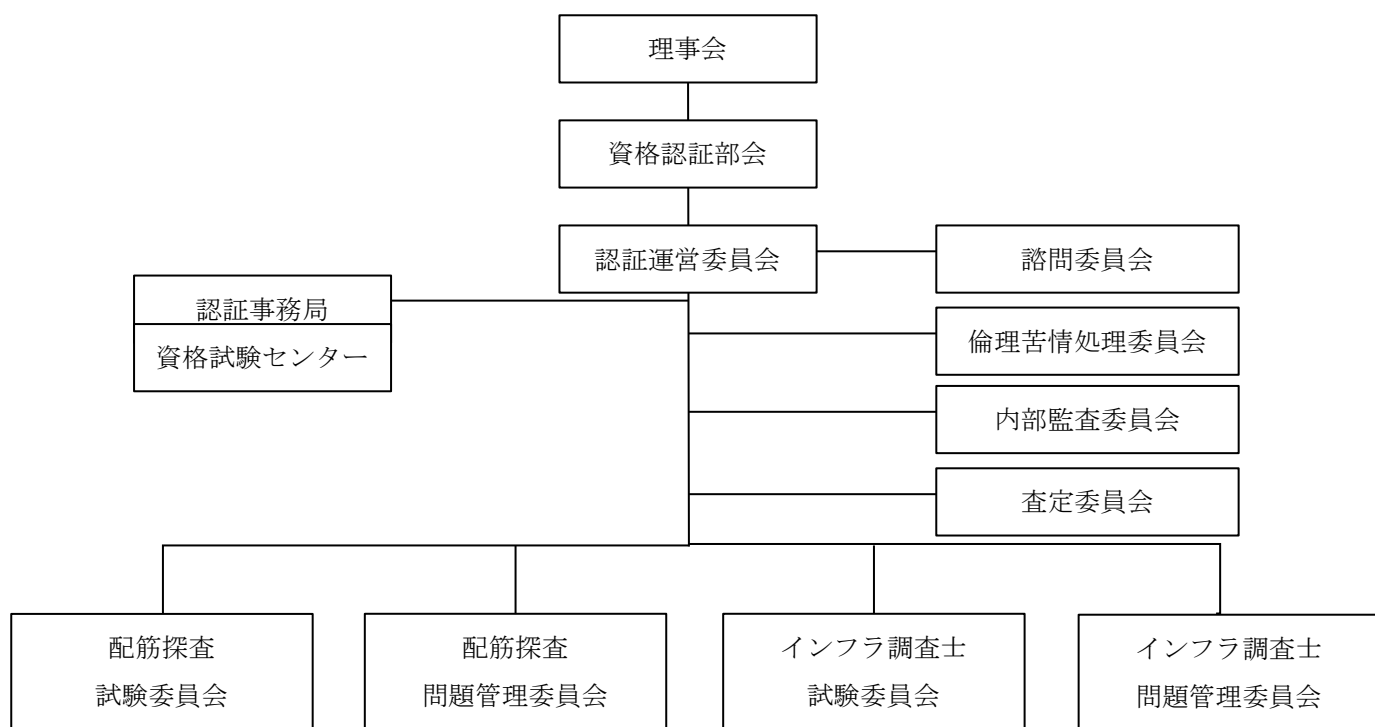 理事会
資格認証部会
認証運営委員会
諮問委員会
認証事務局
資格試験センター
倫理苦情処理委員会
内部監査委員会
査定委員会
配筋探査
試験委員会
配筋探査
問題管理委員会
インフラ調査士
試験委員会
インフラ調査士
問題管理委員会